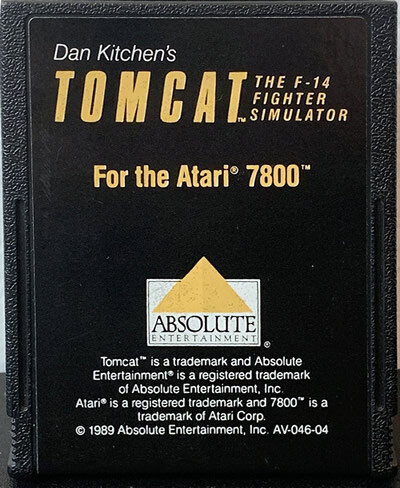 Dan Kitchen's
TOMCAT™ THE F-14
FIGHTER
SIMULATOR
For the Atari® 7800™
ABSOLUTE
ENTERTAINMENT®
Tomcat™ is a trademark and Absolute
Entertainment® is a registered trademark
of Absolute Entertainment, Inc.
Atari® is a registered trademark and 7800™ is a
trademark of Atari Corp.
© 1989 Absolute Entertainment, Inc. AV-046-04